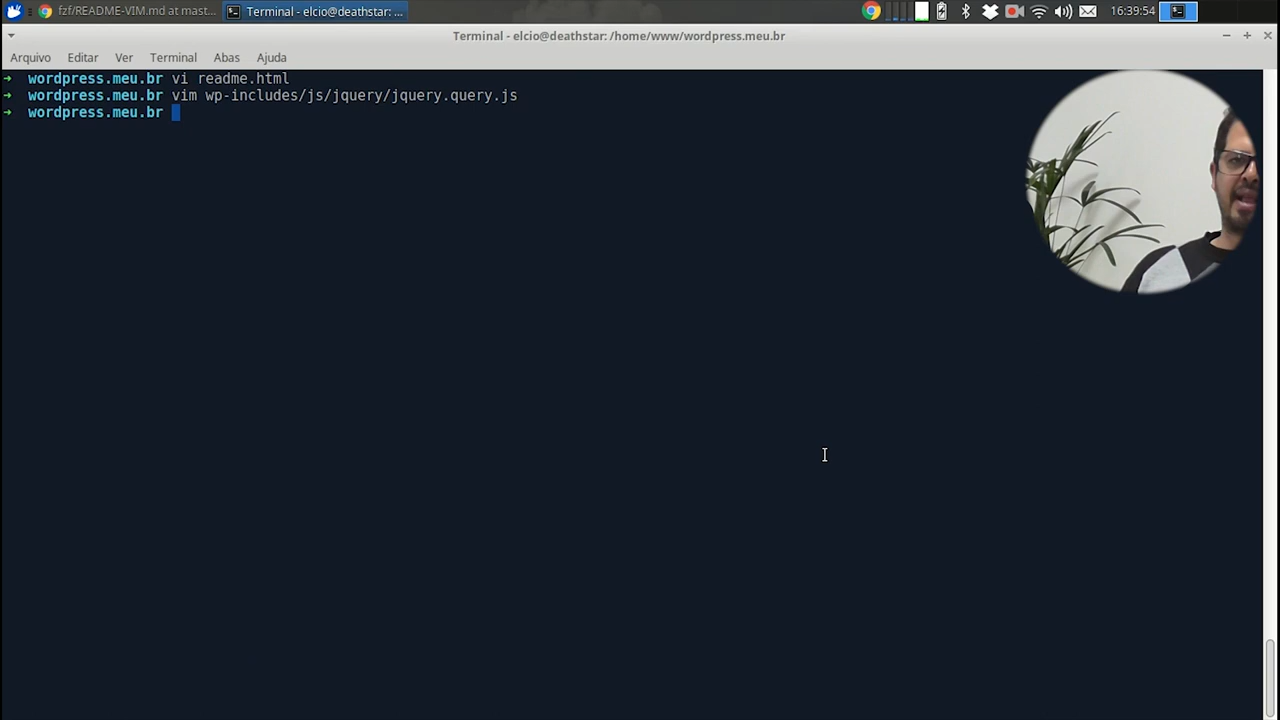 fzf/README-VIM.md at mast...
Terminal - elcio@deathstar: ...
16:39:54
Terminal - elcio@deathstar: /home/www/wordpress.meu.br
Arquivo Editar Ver Terminal Abas Ajuda
➜ wordpress.meu.br vi readme.html
➜ wordpress.meu.br vim wp-includes/js/jquery/jquery.query.js
➜ wordpress.meu.br